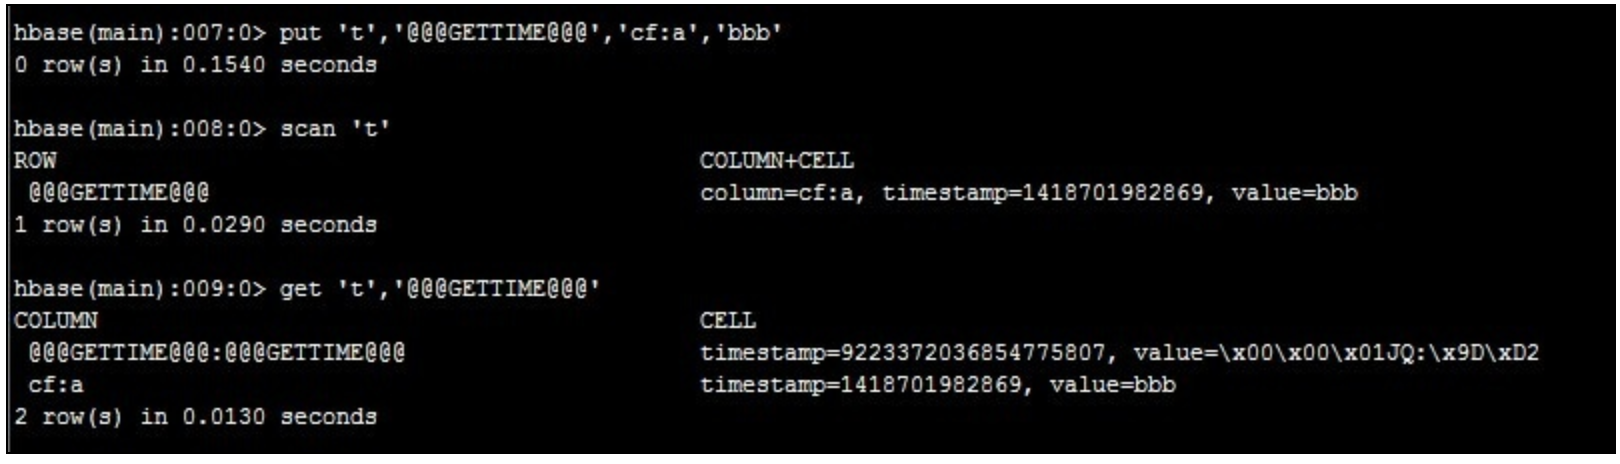 hbase(main):007:0> put 't','@@@GETTIME@@@','cf:a','bbb'
0 row(s) in 0.1540 seconds
hbase(main):008:0> scan 't'
ROW COLUMN+CELL
@@@GETTIME@@@ column=cf:a, timestamp=1418701982869, value=bbb
1 row(s) in 0.0290 seconds
hbase(main):009:0> get 't','@@@GETTIME@@@'
COLUMN CELL
@@@GETTIME@@@:@@@GETTIME@@@ timestamp=9223372036854775807, value=\x00\x00\x01JQ:\x9D\xD2
cf:a timestamp=1418701982869, value=bbb
2 row(s) in 0.0130 seconds